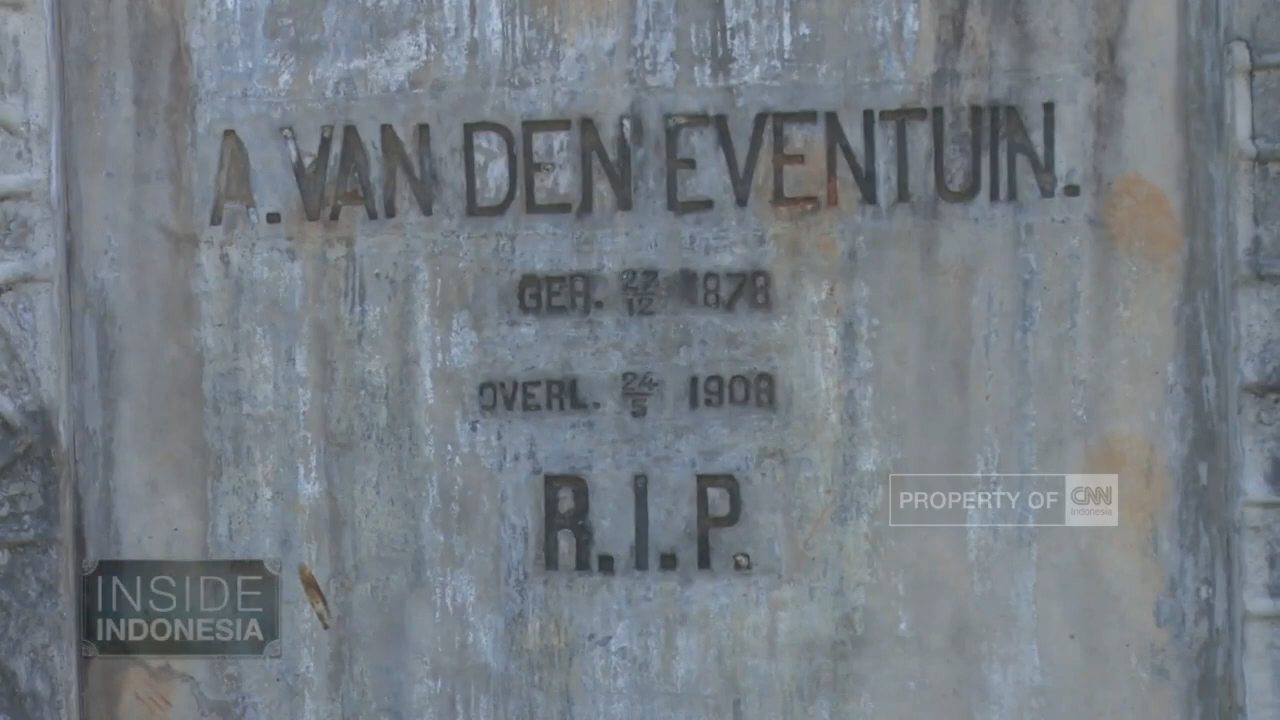 A. VAN DEN EVENTUIN.
GEB. 27/12 1878
OVERL. 24/5 1908
R.I.P.
PROPERTY OF CNN Indonesia
INSIDE
INDONESIA